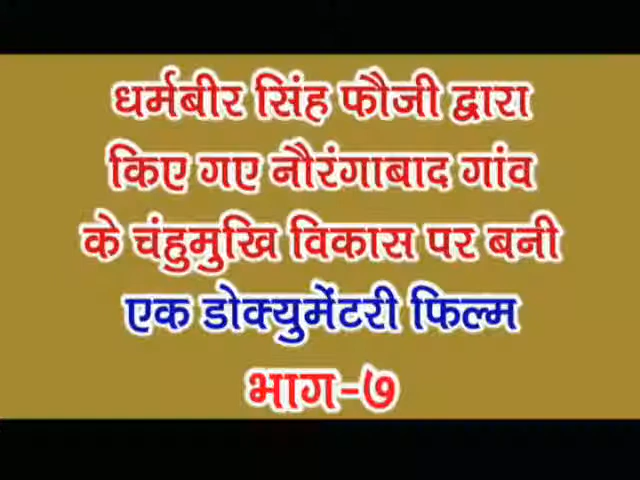 धर्मबीर सिंह फौजी द्वारा
किए गए नौरंगाबाद गांव
के चंहुमुखि विकास पर बनी
एक डोक्युमेंटरी फिल्म
भाग-७